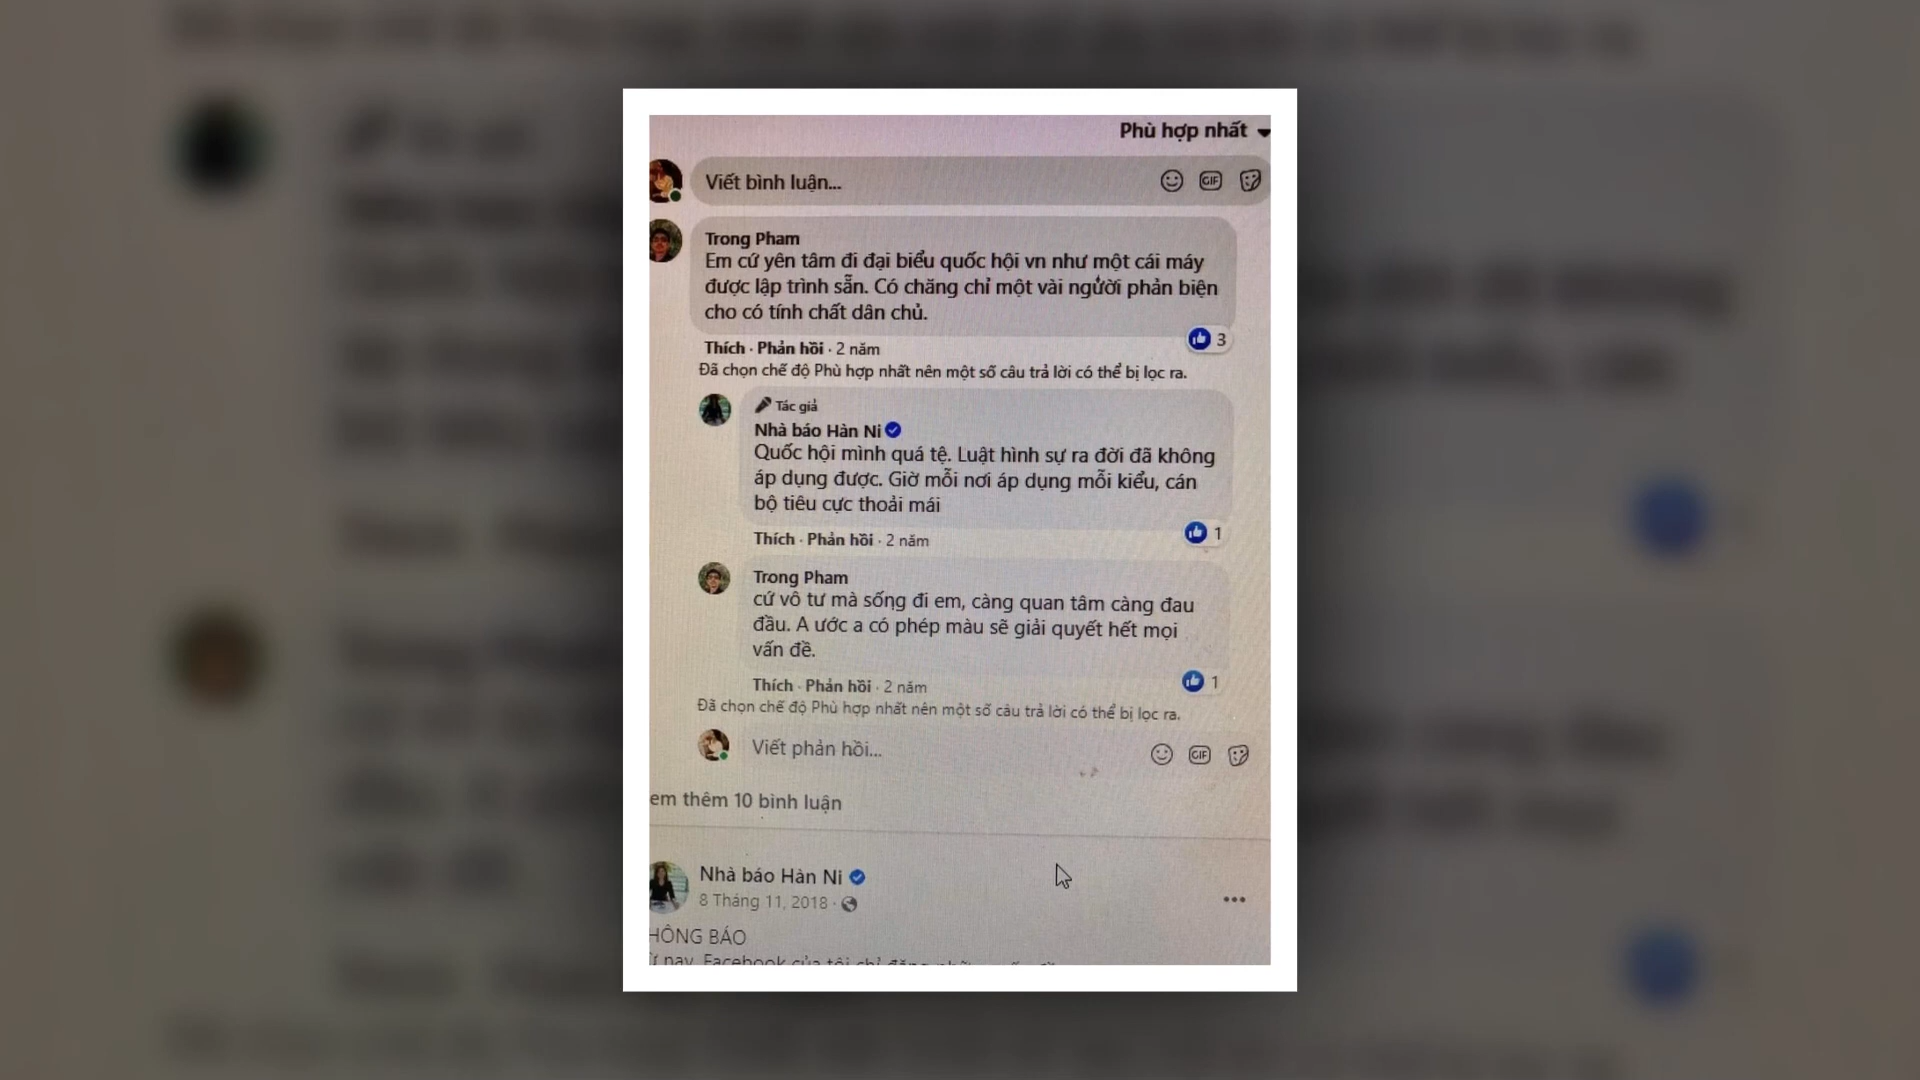 Phù hợp nhất
Viết bình luận...
GIF
Trong Pham
Em cứ yên tâm đi đại biểu quốc hội vn như một cái máy
được lập trình sẵn. Có chăng chỉ một vài người phản biện
cho có tính chất dân chủ.
3
Thích · Phản hồi · 2 năm
Đã chọn chế độ Phù hợp nhất nên một số câu trả lời có thể bị lọc ra.
Tác giả
Nhà báo Hàn Ni
Quốc hội mình quá tệ. Luật hình sự ra đời đã không
áp dụng được. Giờ mỗi nơi áp dụng mỗi kiểu, cán
bộ tiêu cực thoải mái
1
Thích · Phản hồi · 2 năm
Trong Pham
cứ vô tư mà sống đi em, càng quan tâm càng đau
đầu. A ước a có phép màu sẽ giải quyết hết mọi
vấn đề.
1
Thích · Phản hồi · 2 năm
Đã chọn chế độ Phù hợp nhất nên một số câu trả lời có thể bị lọc ra.
Viết phản hồi...
GIF
em thêm 10 bình luận
Nhà báo Hàn Ni
8 Tháng 11, 2018
HÔNG BÁO
nay, Facebook của tôi chỉ